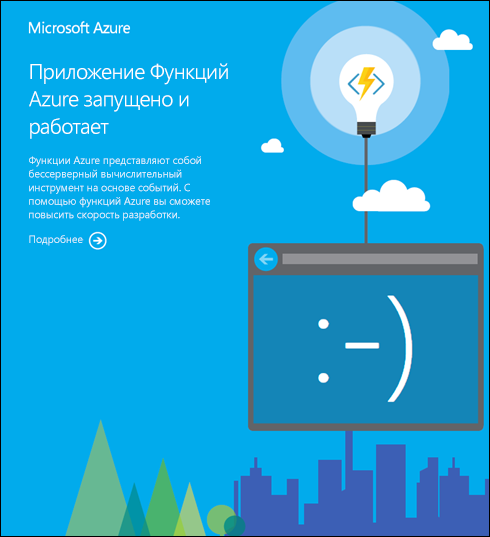 Microsoft Azure
Приложение Функций
Azure запущено и
работает
Функции Azure представляют собой
бессерверный вычислительный
инструмент на основе событий. С
помощью функций Azure вы сможете
повысить скорость разработки.
Подробнее
:-)